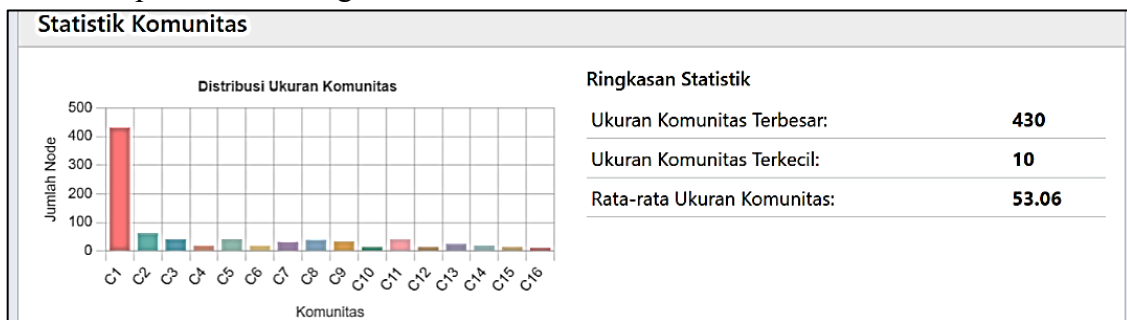 Statistik Komunitas
Distribusi Ukuran Komunitas
500
400
300
200
100
0
Jumlah Node
C1 C2 C3 C4 C5 C6 C7 C8 C9 C10 C11 C12 C13 C14 C15 C16
Komunitas
Ringkasan Statistik
Ukuran Komunitas Terbesar: 430
Ukuran Komunitas Terkecil: 10
Rata-rata Ukuran Komunitas: 53.06